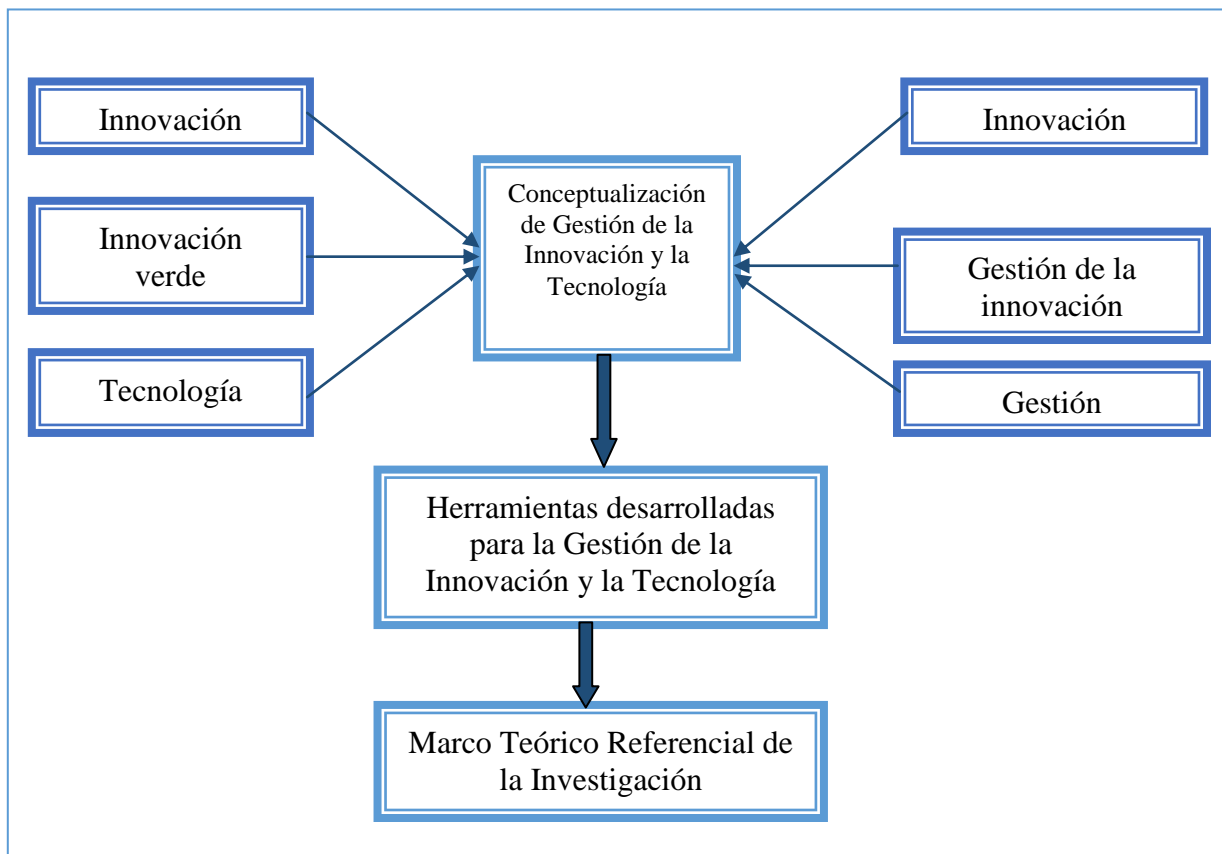 Innovación
Innovación
verde
Tecnología
Conceptualización
de Gestión de la
Innovación y la
Tecnología
Innovación
Gestión de la
innovación
Gestión
Herramientas desarrolladas
para la Gestión de la
Innovación y la Tecnología
Marco Teórico Referencial de
la Investigación